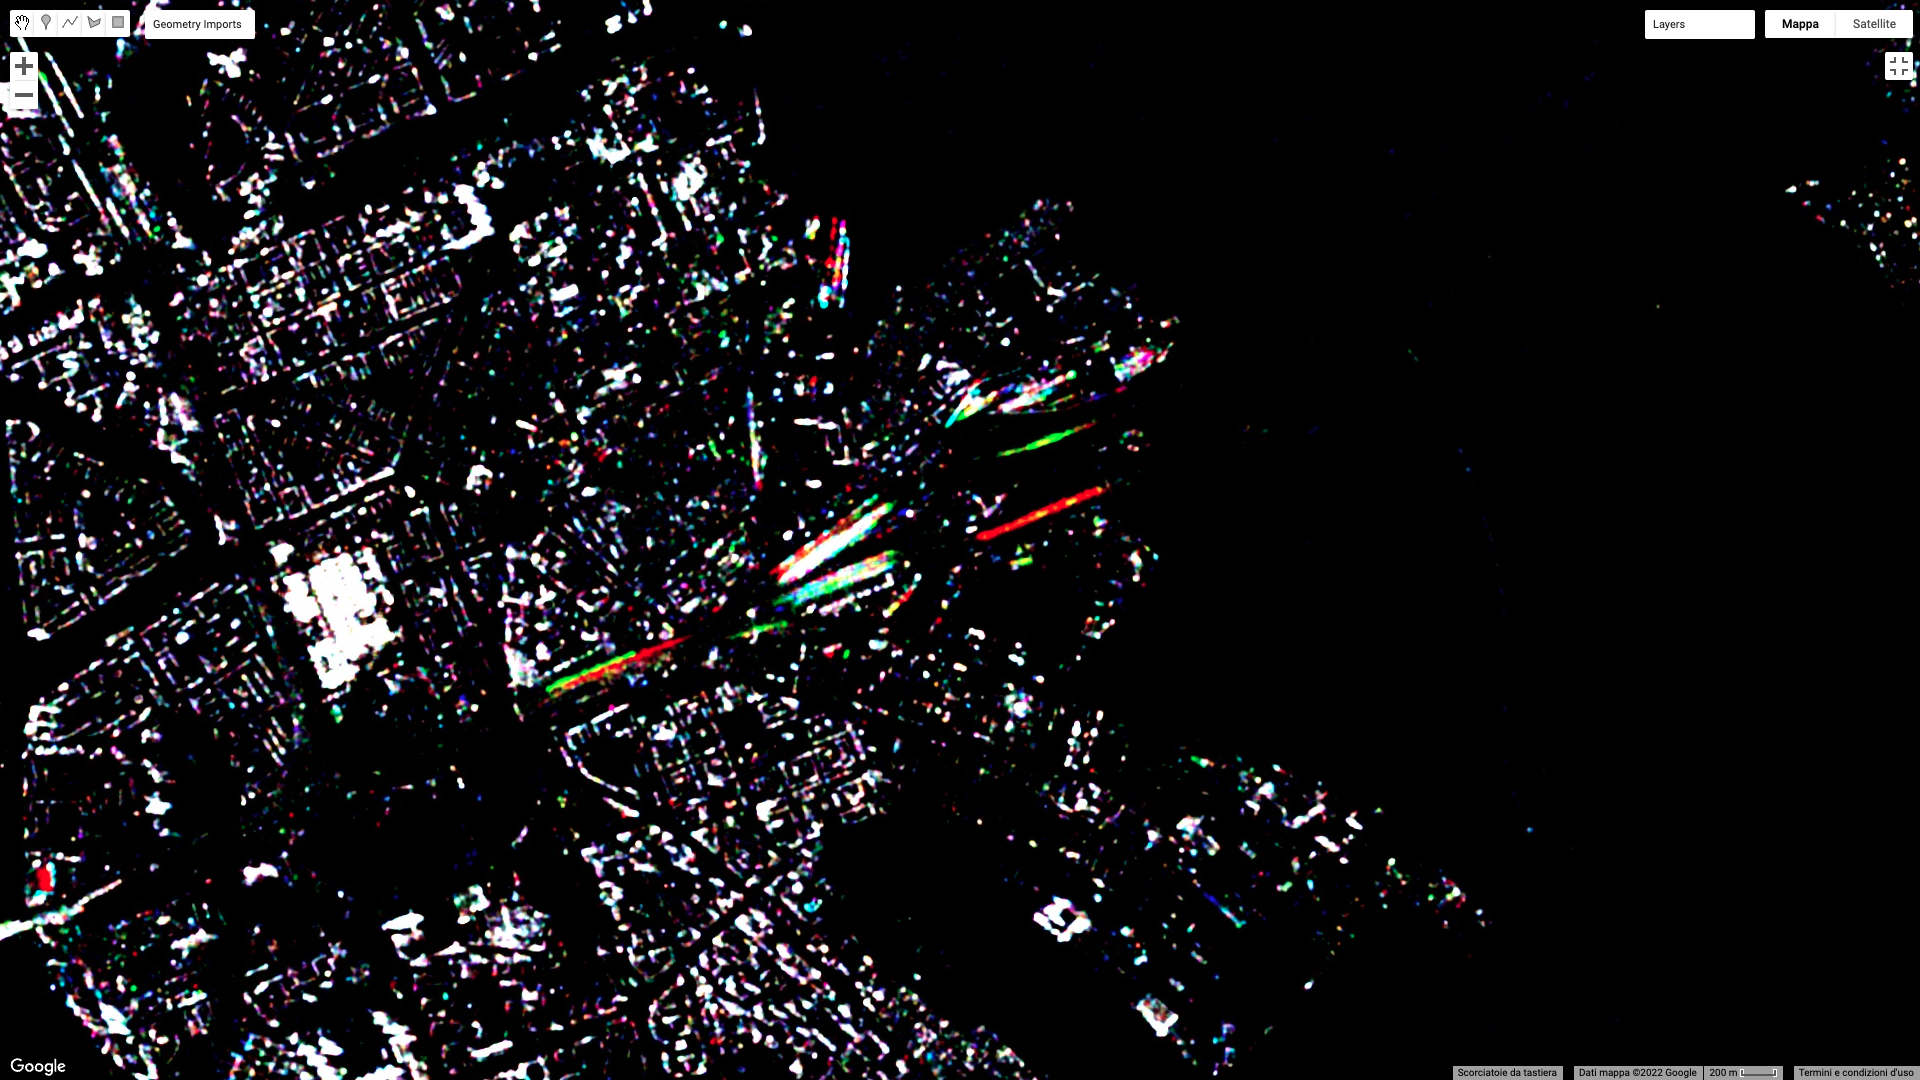 Geometry Imports
Layers
Mappa
Satellite
Google
Scorciatoie da tastiera
Dati mappa ©2022 Google
200 m
Termini e condizioni d'uso